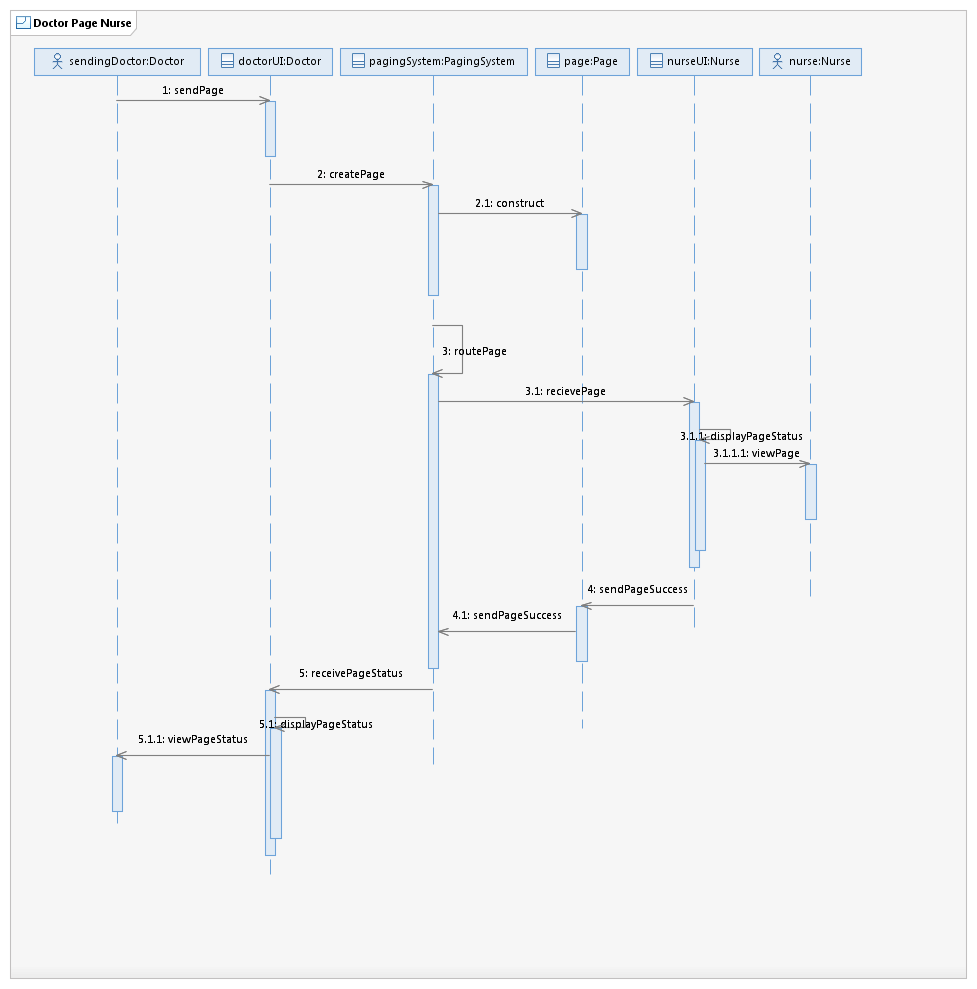 Doctor Page Nurse
sendingDoctor:Doctor
doctorUI:Doctor
pagingSystem:PagingSystem
page:Page
nurseUI:Nurse
nurse:Nurse
1: sendPage
2: createPage
2.1: construct
3: routePage
3.1: recievePage
3.1.1: displayPageStatus
3.1.1.1: viewPage
4: sendPageSuccess
4.1: sendPageSuccess
5: receivePageStatus
5.1: displayPageStatus
5.1.1: viewPageStatus